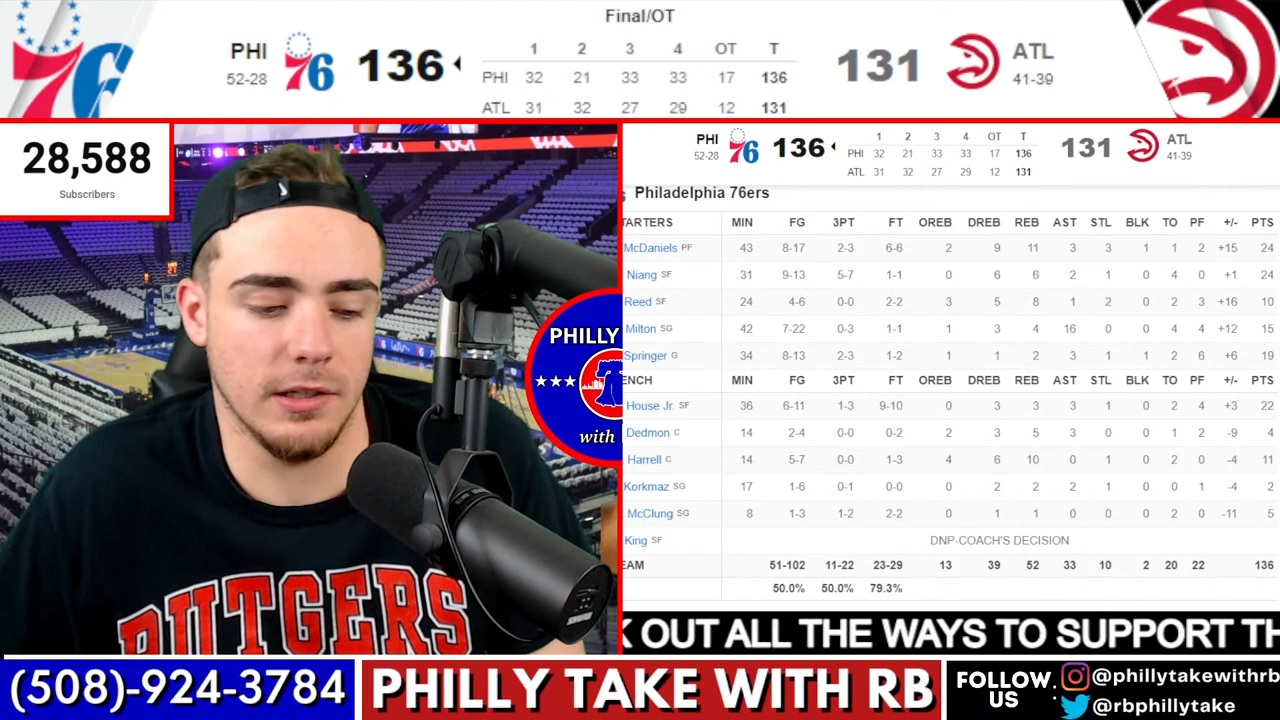 Final/OT
PHI
52-28
76
136
1 2 3 4 OT T
PHI 32 21 33 33 17 136
ATL 31 32 27 29 12 131
131
ATL
41-39
28,588
Subscribers
PHI
52-28
76
136
1 2 3 4 OT T
PHI 32 21 33 33 17 136
ATL 31 32 27 29 12 131
131
ATL
41-39
Philadelphia 76ers
TARTERS MIN FG 3PT FT OREB DREB REB AST STL BLK TO PF +/- PTS
McDaniels PF 43 8-17 2-3 6-6 2 9 11 3 3 1 1 2 +15 24
Niang SF 31 9-13 5-7 1-1 0 6 6 2 1 0 4 0 +1 24
Reed SF 24 4-6 0-0 2-2 3 5 8 1 2 0 2 3 +16 10
Milton SG 42 7-22 0-3 1-1 1 3 4 16 0 0 4 4 +12 15
Springer G 34 8-13 2-3 1-2 1 1 2 3 1 1 2 6 +6 19
ENCH MIN FG 3PT FT OREB DREB REB AST STL BLK TO PF +/- PTS
House Jr. SF 36 6-11 1-3 9-10 0 3 3 3 1 0 2 4 +3 22
Dedmon C 14 2-4 0-0 0-2 2 3 5 3 0 0 1 2 -9 4
Harrell C 14 5-7 0-0 1-3 4 6 10 0 1 0 2 0 -4 11
Korkmaz SG 17 1-6 0-1 0-0 0 2 2 2 1 0 0 1 -4 2
McClung SG 8 1-3 1-2 2-2 0 1 1 0 0 0 2 0 -11 5
King SF DNP-COACH'S DECISION
EAM 51-102 11-22 23-29 13 39 52 33 10 2 20 22 136
50.0% 50.0% 79.3%
PHILLY
with
RUTGERS
K OUT ALL THE WAYS TO SUPPORT TH
(508)-924-3784
PHILLY TAKE WITH RB
FOLLOW
US
@phillytakewithrb
@rbphillytake